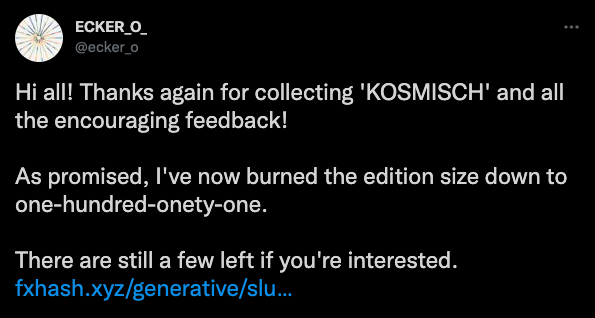 ECKER_O_
@ecker_o
Hi all! Thanks again for collecting 'KOSMISCH' and all
the encouraging feedback!
As promised, I've now burned the edition size down to
one-hundred-onety-one.
There are still a few left if you're interested.
fxhash.xyz/generative/slu...